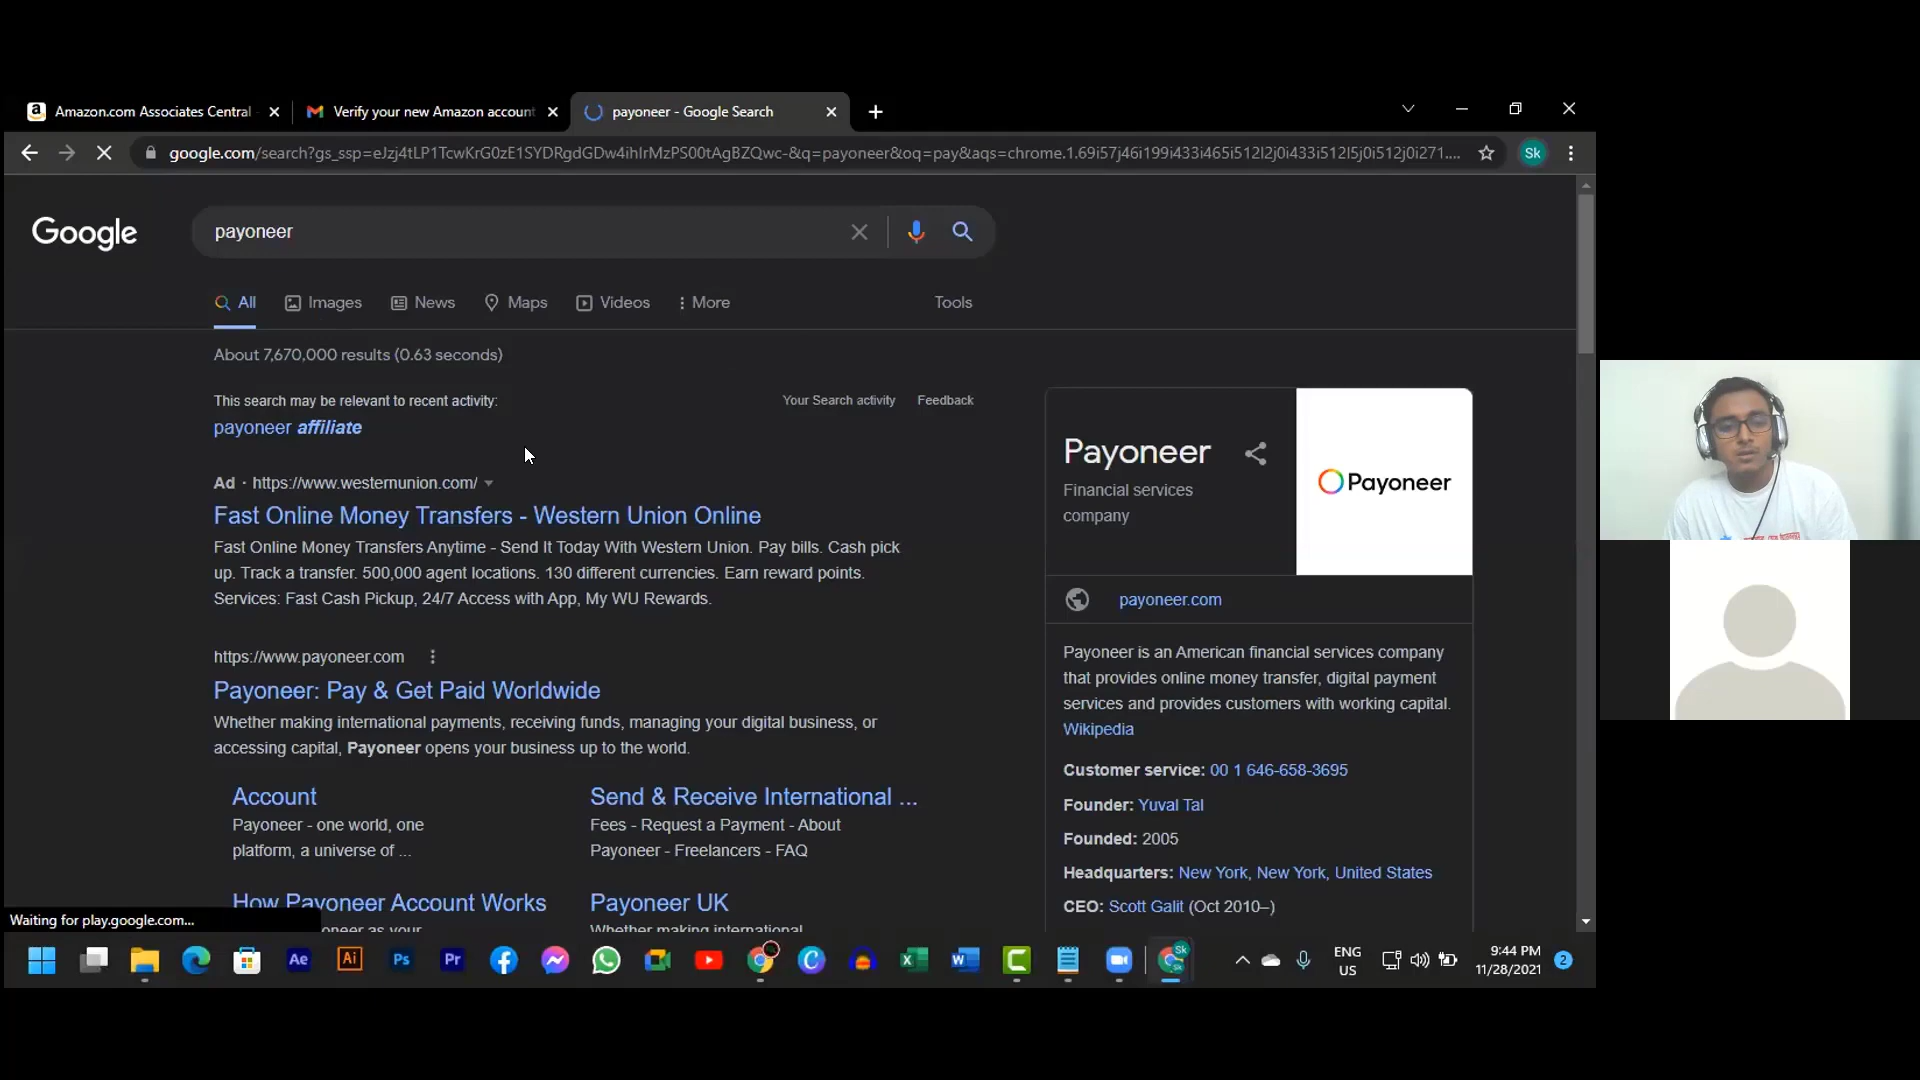 Amazon.com Associates Central
Verify your new Amazon account
payoneer - Google Search
google.com/search?gs_ssp=eJzj4tLP1TcwKrG0zE1SYDRgdGDw4ihIrMzPS00tAgBZQwc-&q=payoneer&oq=pay&aqs=chrome.1.69i57j46i199i433i465i512l2j0i433i512l5j0i512j0i271....
Sk
Google
payoneer
All
Images
News
Maps
Videos
More
Tools
About 7,670,000 results (0.63 seconds)
This search may be relevant to recent activity:
Your Search activity
Feedback
payoneer affiliate
Ad · https://www.westernunion.com/
Fast Online Money Transfers - Western Union Online
Fast Online Money Transfers Anytime - Send It Today With Western Union. Pay bills. Cash pick
up. Track a transfer. 500,000 agent locations. 130 different currencies. Earn reward points.
Services: Fast Cash Pickup, 24/7 Access with App, My WU Rewards.
https://www.payoneer.com
Payoneer: Pay & Get Paid Worldwide
Whether making international payments, receiving funds, managing your digital business, or
accessing capital, Payoneer opens your business up to the world.
Account
Payoneer - one world, one
platform, a universe of ...
Send & Receive International ...
Fees - Request a Payment - About
Payoneer - Freelancers - FAQ
How Payoneer Account Works
Payoneer UK
Whether making international
Payoneer
Financial services
company
Payoneer
payoneer.com
Payoneer is an American financial services company
that provides online money transfer, digital payment
services and provides customers with working capital.
Wikipedia
Customer service: 00 1 646-658-3695
Founder: Yuval Tal
Founded: 2005
Headquarters: New York, New York, United States
CEO: Scott Galit (Oct 2010–)
Waiting for play.google.com...
Ae
Ai
Ps
Pr
Sk
ENG
US
9:44 PM
11/28/2021
2